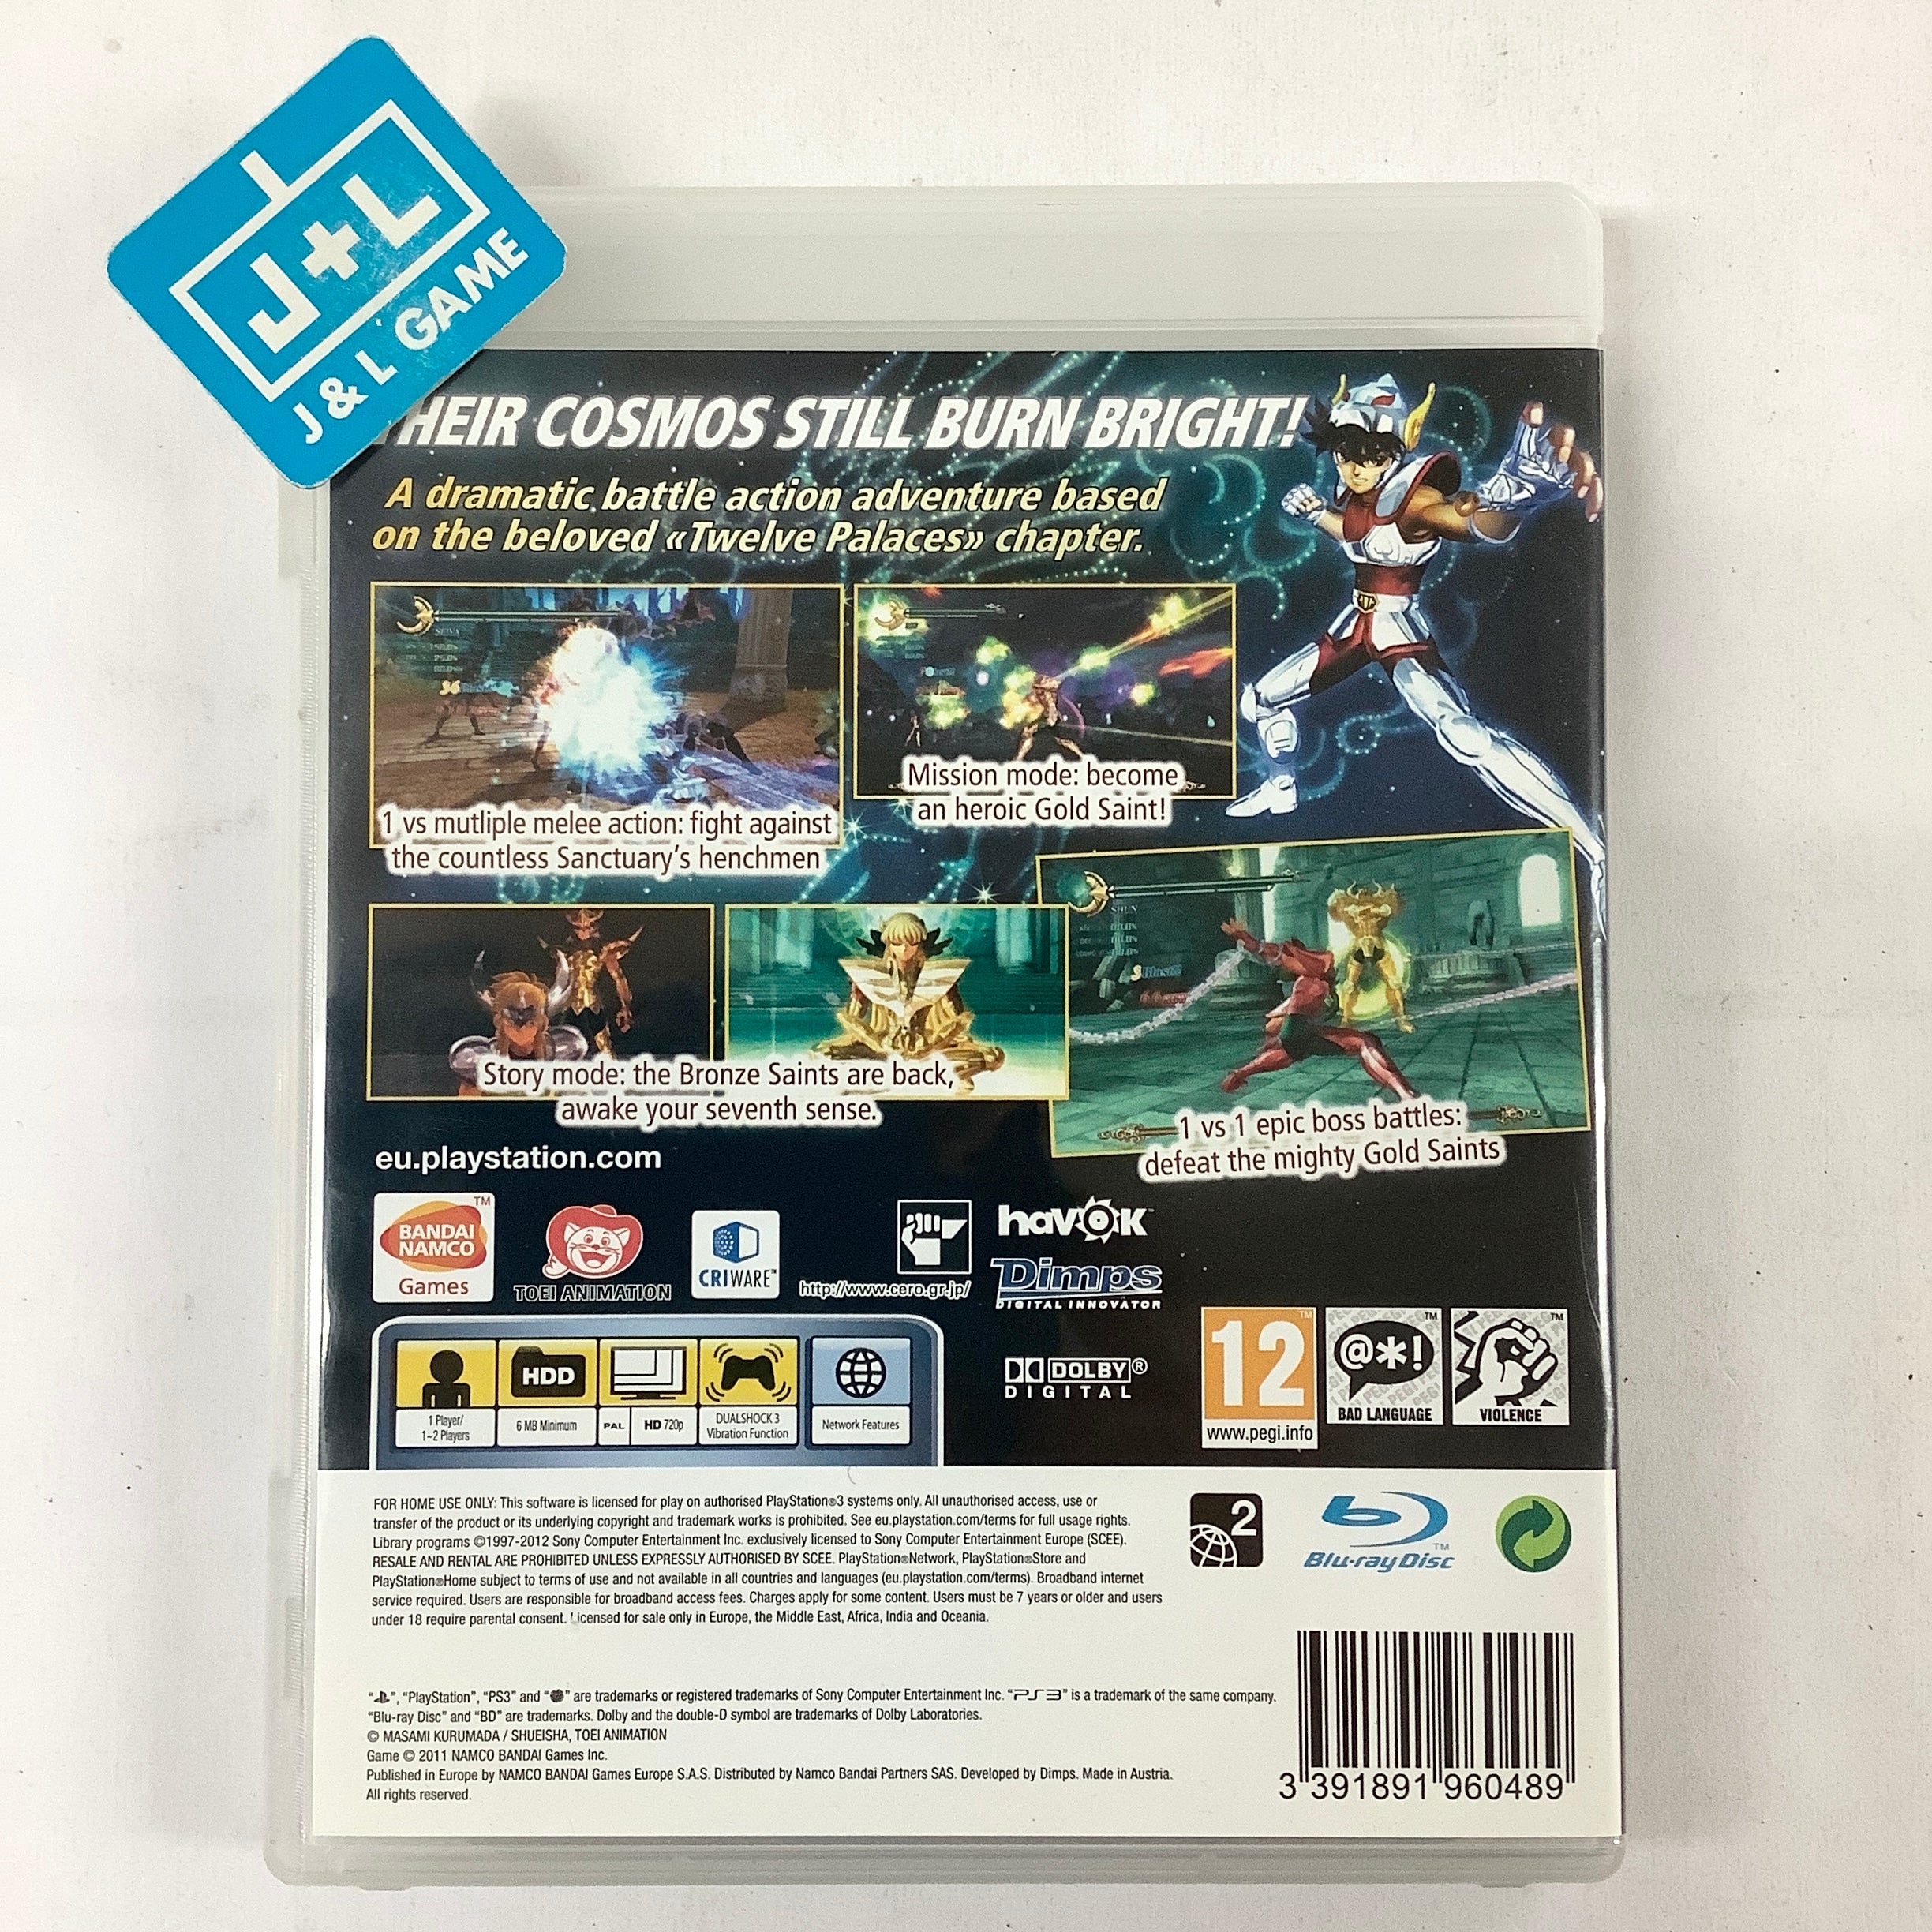 J+L
J & L GAME
THEIR COSMOS STILL BURN BRIGHT!
A dramatic battle action adventure based
on the beloved «Twelve Palaces» chapter.
SEIYA
1 vs mutliple melee action: fight against
the countless Sanctuary's henchmen
Mission mode: become
an heroic Gold Saint!
SHUN
Story mode: the Bronze Saints are back,
awake your seventh sense.
1 vs 1 epic boss battles:
defeat the mighty Gold Saints
eu.playstation.com
BANDAI
NAMCO
Games
TM
TOEI ANIMATION
CRIWARE™
http://www.cero.gr.jp/
havok™
Dimps
DIGITAL INNOVATOR
HDD
1 Player/
1~2 Players
6 MB Minimum
PAL
HD 720p
DUALSHOCK 3
Vibration Function
Network Features
DOLBY®
DIGITAL
12™
www.pegi.info
@*!™
BAD LANGUAGE
™
VIOLENCE
FOR HOME USE ONLY: This software is licensed for play on authorised PlayStation®3 systems only. All unauthorised access, use or
transfer of the product or its underlying copyright and trademark works is prohibited. See eu.playstation.com/terms for full usage rights.
Library programs ©1997-2012 Sony Computer Entertainment Inc. exclusively licensed to Sony Computer Entertainment Europe (SCEE).
RESALE AND RENTAL ARE PROHIBITED UNLESS EXPRESSLY AUTHORISED BY SCEE. PlayStation®Network, PlayStation®Store and
PlayStation®Home subject to terms of use and not available in all countries and languages (eu.playstation.com/terms). Broadband internet
service required. Users are responsible for broadband access fees. Charges apply for some content. Users must be 7 years or older and users
under 18 require parental consent. Licensed for sale only in Europe, the Middle East, Africa, India and Oceania.
2
Blu-ray Disc™
"", "PlayStation", "PS3" and "" are trademarks or registered trademarks of Sony Computer Entertainment Inc. "PS3" is a trademark of the same company.
"Blu-ray Disc" and "BD" are trademarks. Dolby and the double-D symbol are trademarks of Dolby Laboratories.
© MASAMI KURUMADA / SHUEISHA, TOEI ANIMATION
Game © 2011 NAMCO BANDAI Games Inc.
Published in Europe by NAMCO BANDAI Games Europe S.A.S. Distributed by Namco Bandai Partners SAS. Developed by Dimps. Made in Austria.
All rights reserved.
3 391891 960489